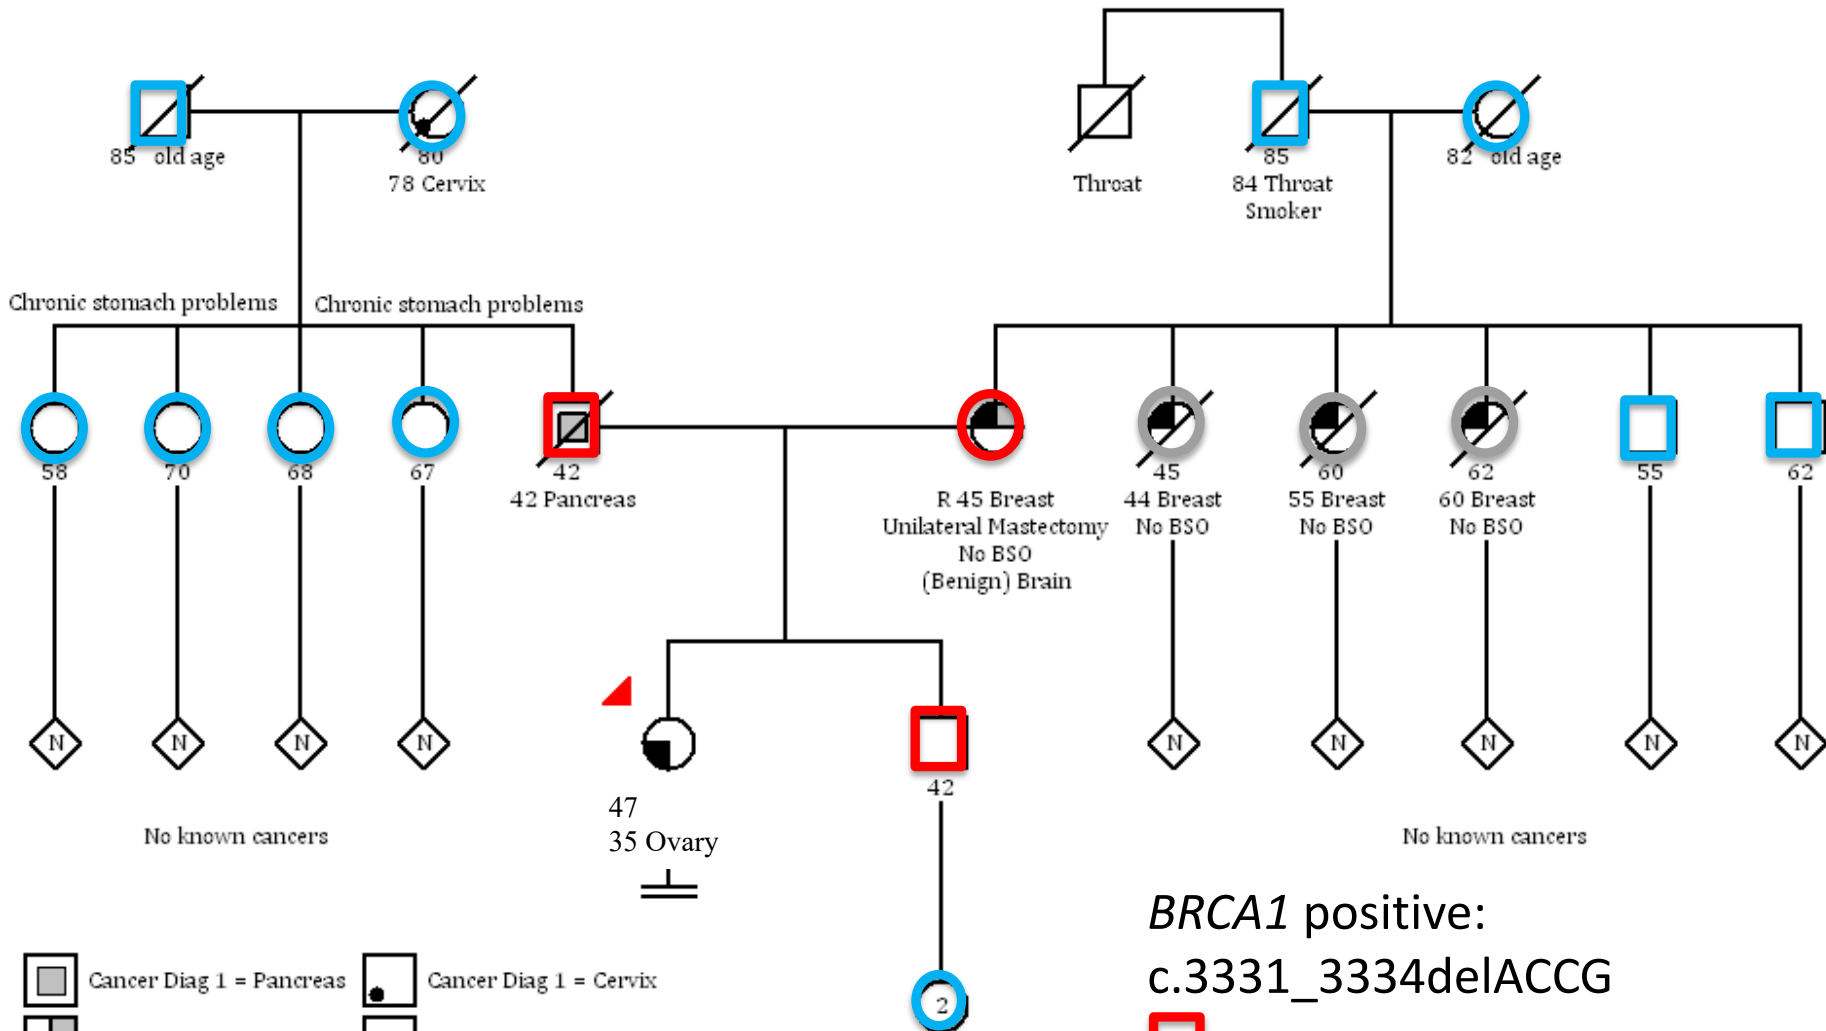 85 old age
80
78 Cervix
Throat
85
84 Throat
Smoker
82 old age
Chronic stomach problems
Chronic stomach problems
58
70
68
67
42
42 Pancreas
R 45 Breast
Unilateral Mastectomy
No BSO
(Benign) Brain
45
44 Breast
No BSO
60
55 Breast
No BSO
62
60 Breast
No BSO
55
62
N
N
N
N
N
N
N
N
N
42
47
35 Ovary
No known cancers
No known cancers
2
BRCA1 positive:
c.3331_3334delACCG
Cancer Diag 1 = Pancreas
Cancer Diag 1 = Cervix